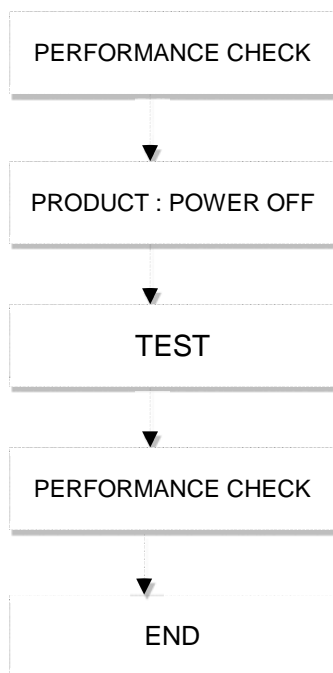 PERFORMANCE CHECK
PRODUCT : POWER OFF
TEST
PERFORMANCE CHECK
END